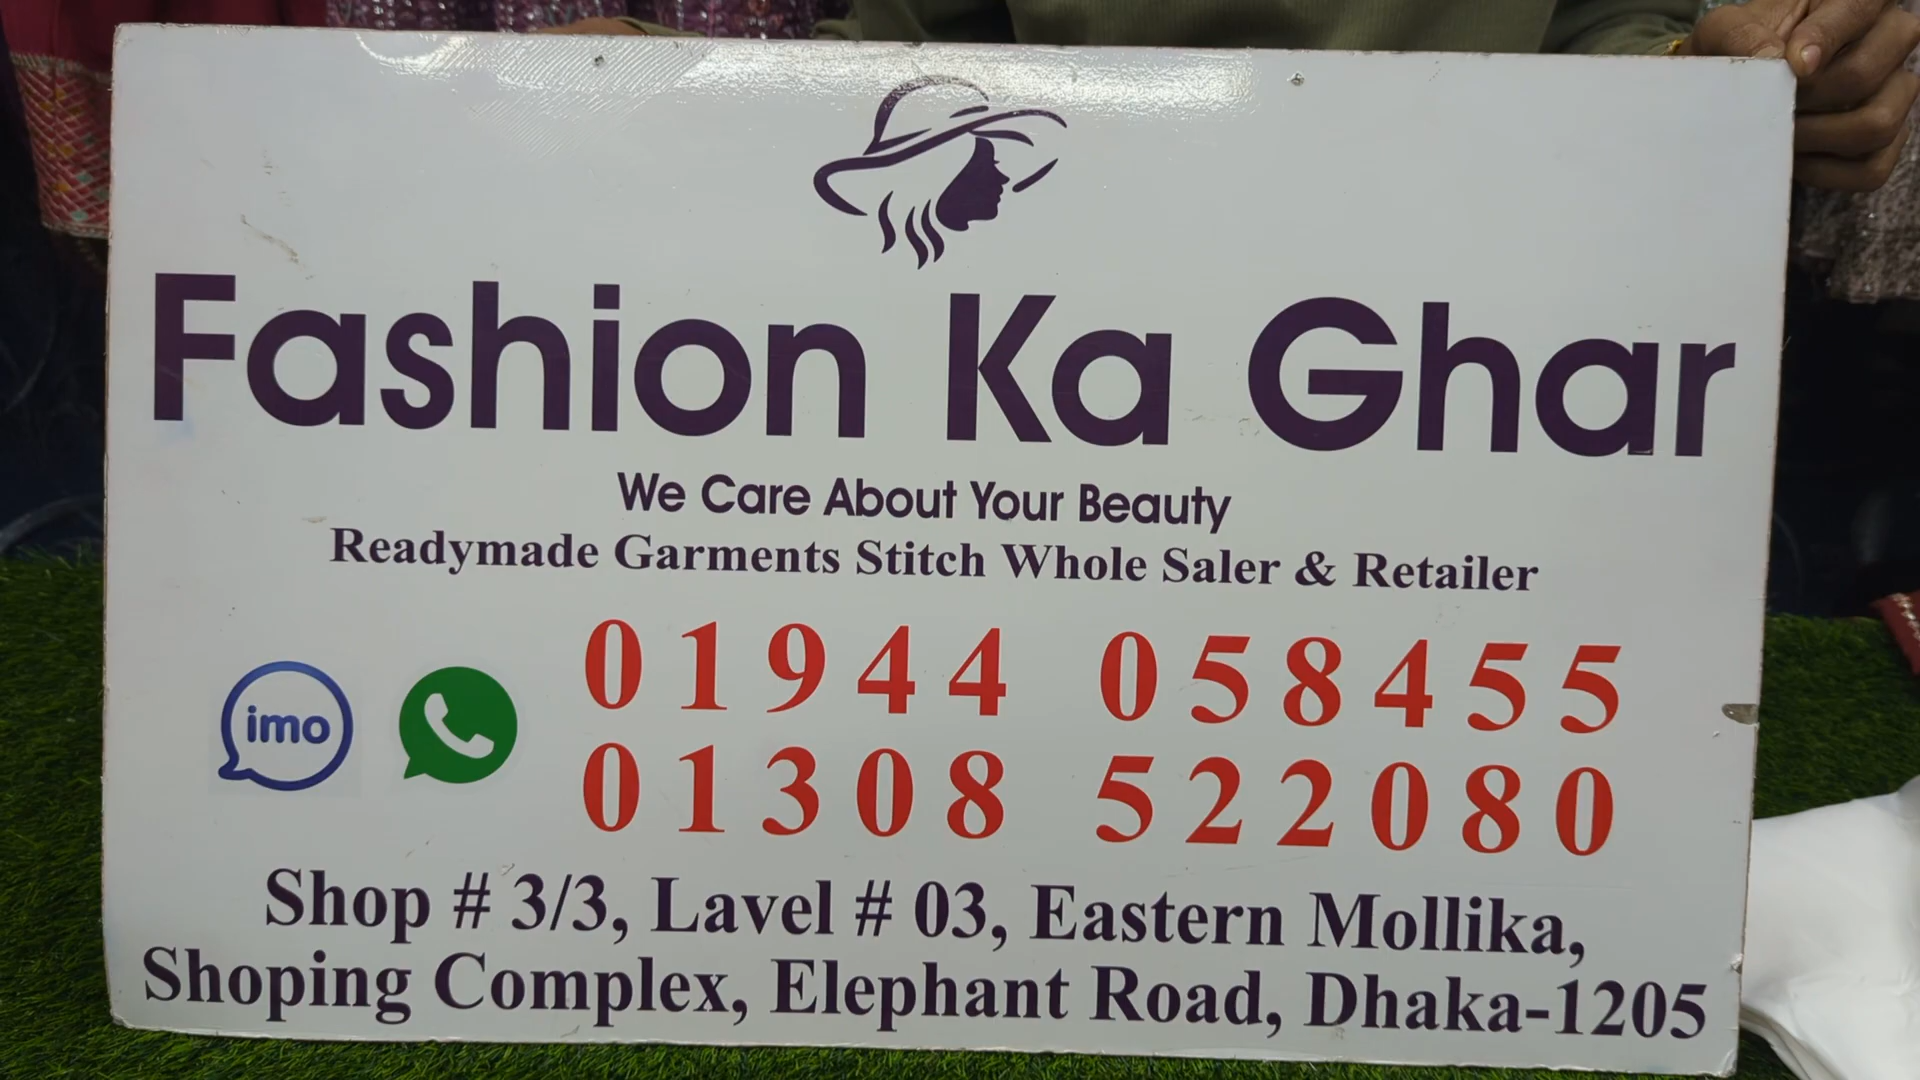 Fashion Ka Ghar
We Care About Your Beauty
Readymade Garments Stitch Whole Saler & Retailer
imo
01944 058455
01308 522080
Shop # 3/3, Lavel # 03, Eastern Mollika,
Shoping Complex, Elephant Road, Dhaka-1205